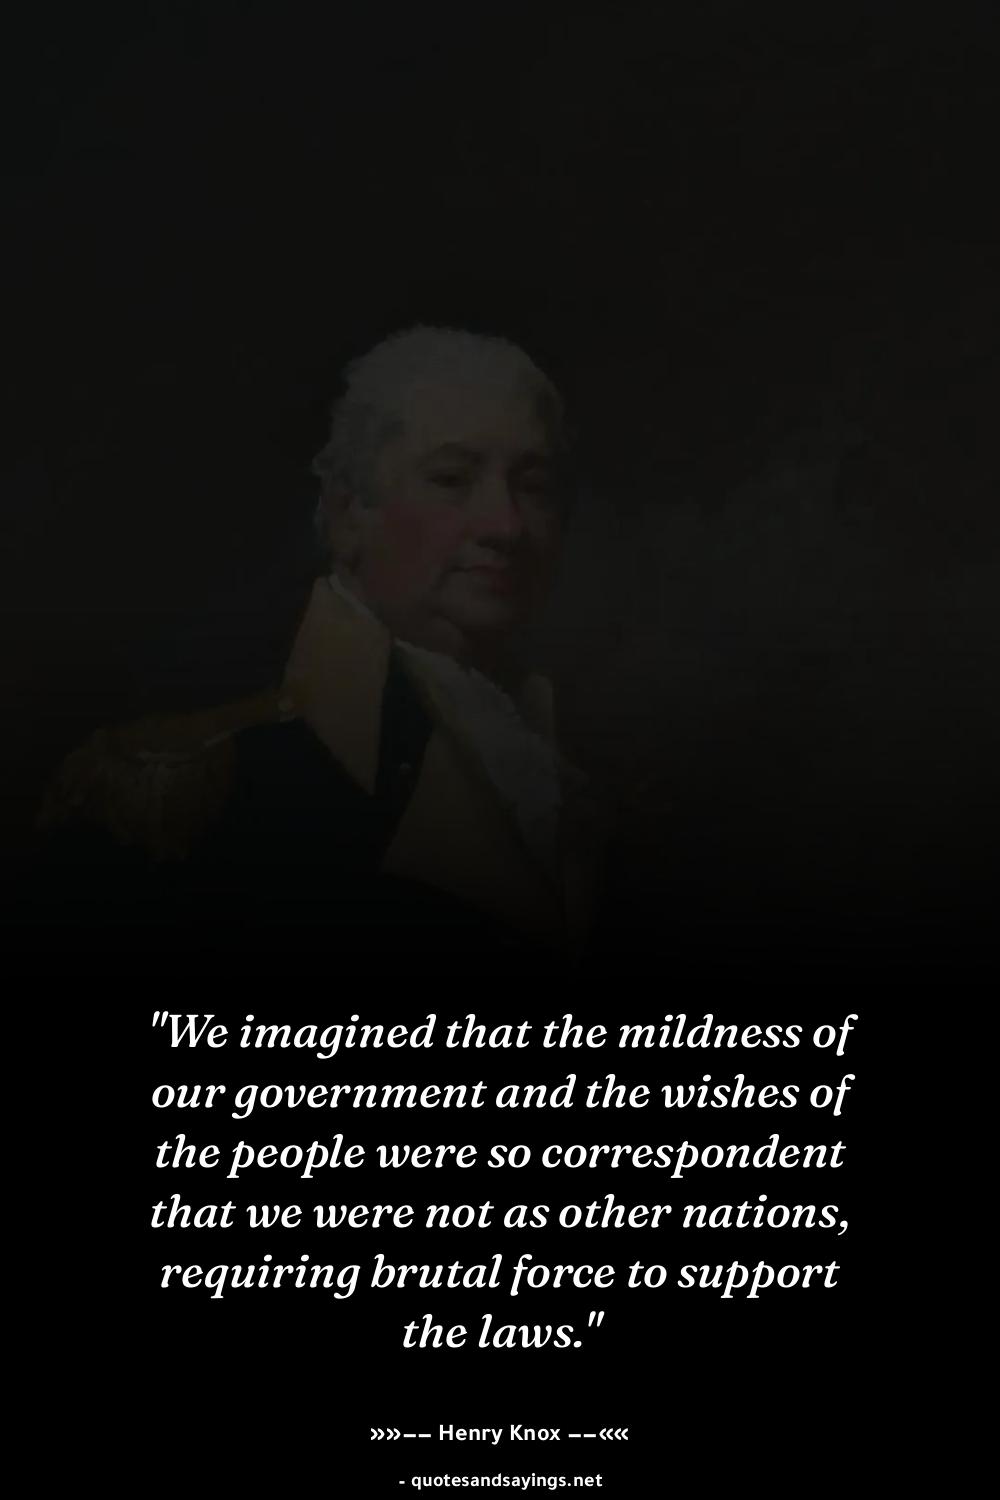 "We imagined that the mildness of
our government and the wishes of
the people were so correspondent
that we were not as other nations,
requiring brutal force to support
the laws."
»»–– Henry Knox ––««
- quotesandsayings.net